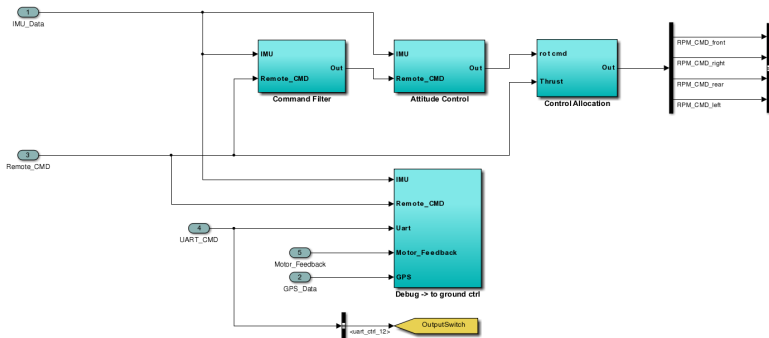 1
IMU_Data
IMU
Remote_CMD
Out
Command Filter
IMU
Remote_CMD
Out
Attitude Control
rot cmd
Thrust
Out
Control Allocation
RPM_CMD_front
RPM_CMD_right
RPM_CMD_rear
RPM_CMD_left
3
Remote_CMD
4
UART_CMD
5
Motor_Feedback
2
GPS_Data
IMU
Remote_CMD
Uart
Motor_Feedback
GPS
Debug -> to ground ctrl
<uart_ctrl_12>
OutputSwitch